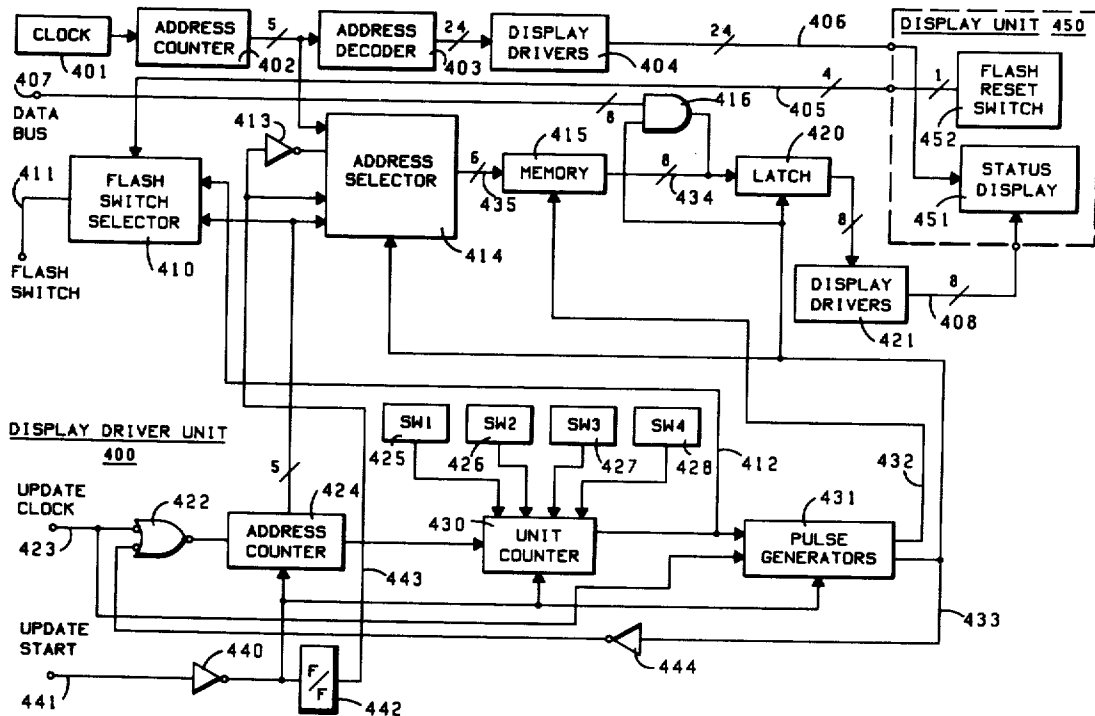 CLOCK
401
ADDRESS
COUNTER
402
5
ADDRESS
DECODER
403
24
DISPLAY
DRIVERS
404
24
406
DISPLAY UNIT 450
407
DATA
BUS
8
416
4
405
1
FLASH
RESET
SWITCH
452
413
411
FLASH
SWITCH
SELECTOR
410
FLASH
SWITCH
ADDRESS
SELECTOR
414
6
435
415
MEMORY
8
434
420
LATCH
8
STATUS
DISPLAY
451
DISPLAY
DRIVERS
421
8
408
DISPLAY DRIVER UNIT
400
SW1
425
SW2
426
SW3
427
SW4
428
412
432
5
UPDATE
CLOCK
423
422
424
ADDRESS
COUNTER
443
430
UNIT
COUNTER
431
PULSE
GENERATORS
433
UPDATE
START
441
440
F/F
442
444